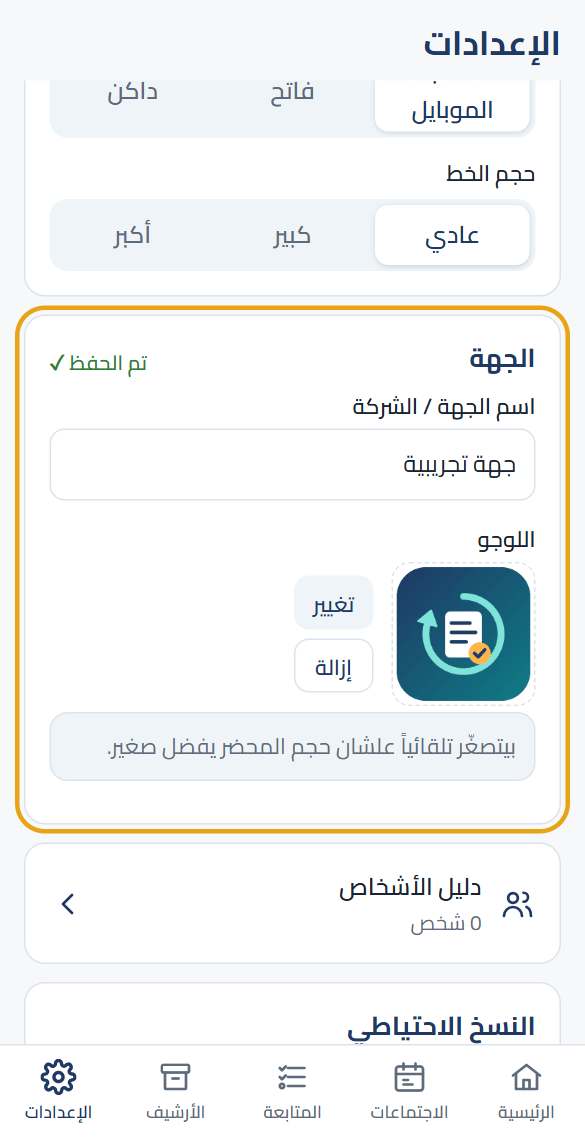 الإعدادات
الموبايل
فاتح
داكن
حجم الخط
عادي
كبير
أكبر
الجهة
تم الحفظ ✓
اسم الجهة / الشركة
جهة تجريبية
اللوجو
تغيير
إزالة
بيتصغّر تلقائياً علشان حجم المحضر يفضل صغير.
دليل الأشخاص
0 شخص
النسخ الاحتياطي
الرئيسية
الاجتماعات
المتابعة
الأرشيف
الإعدادات